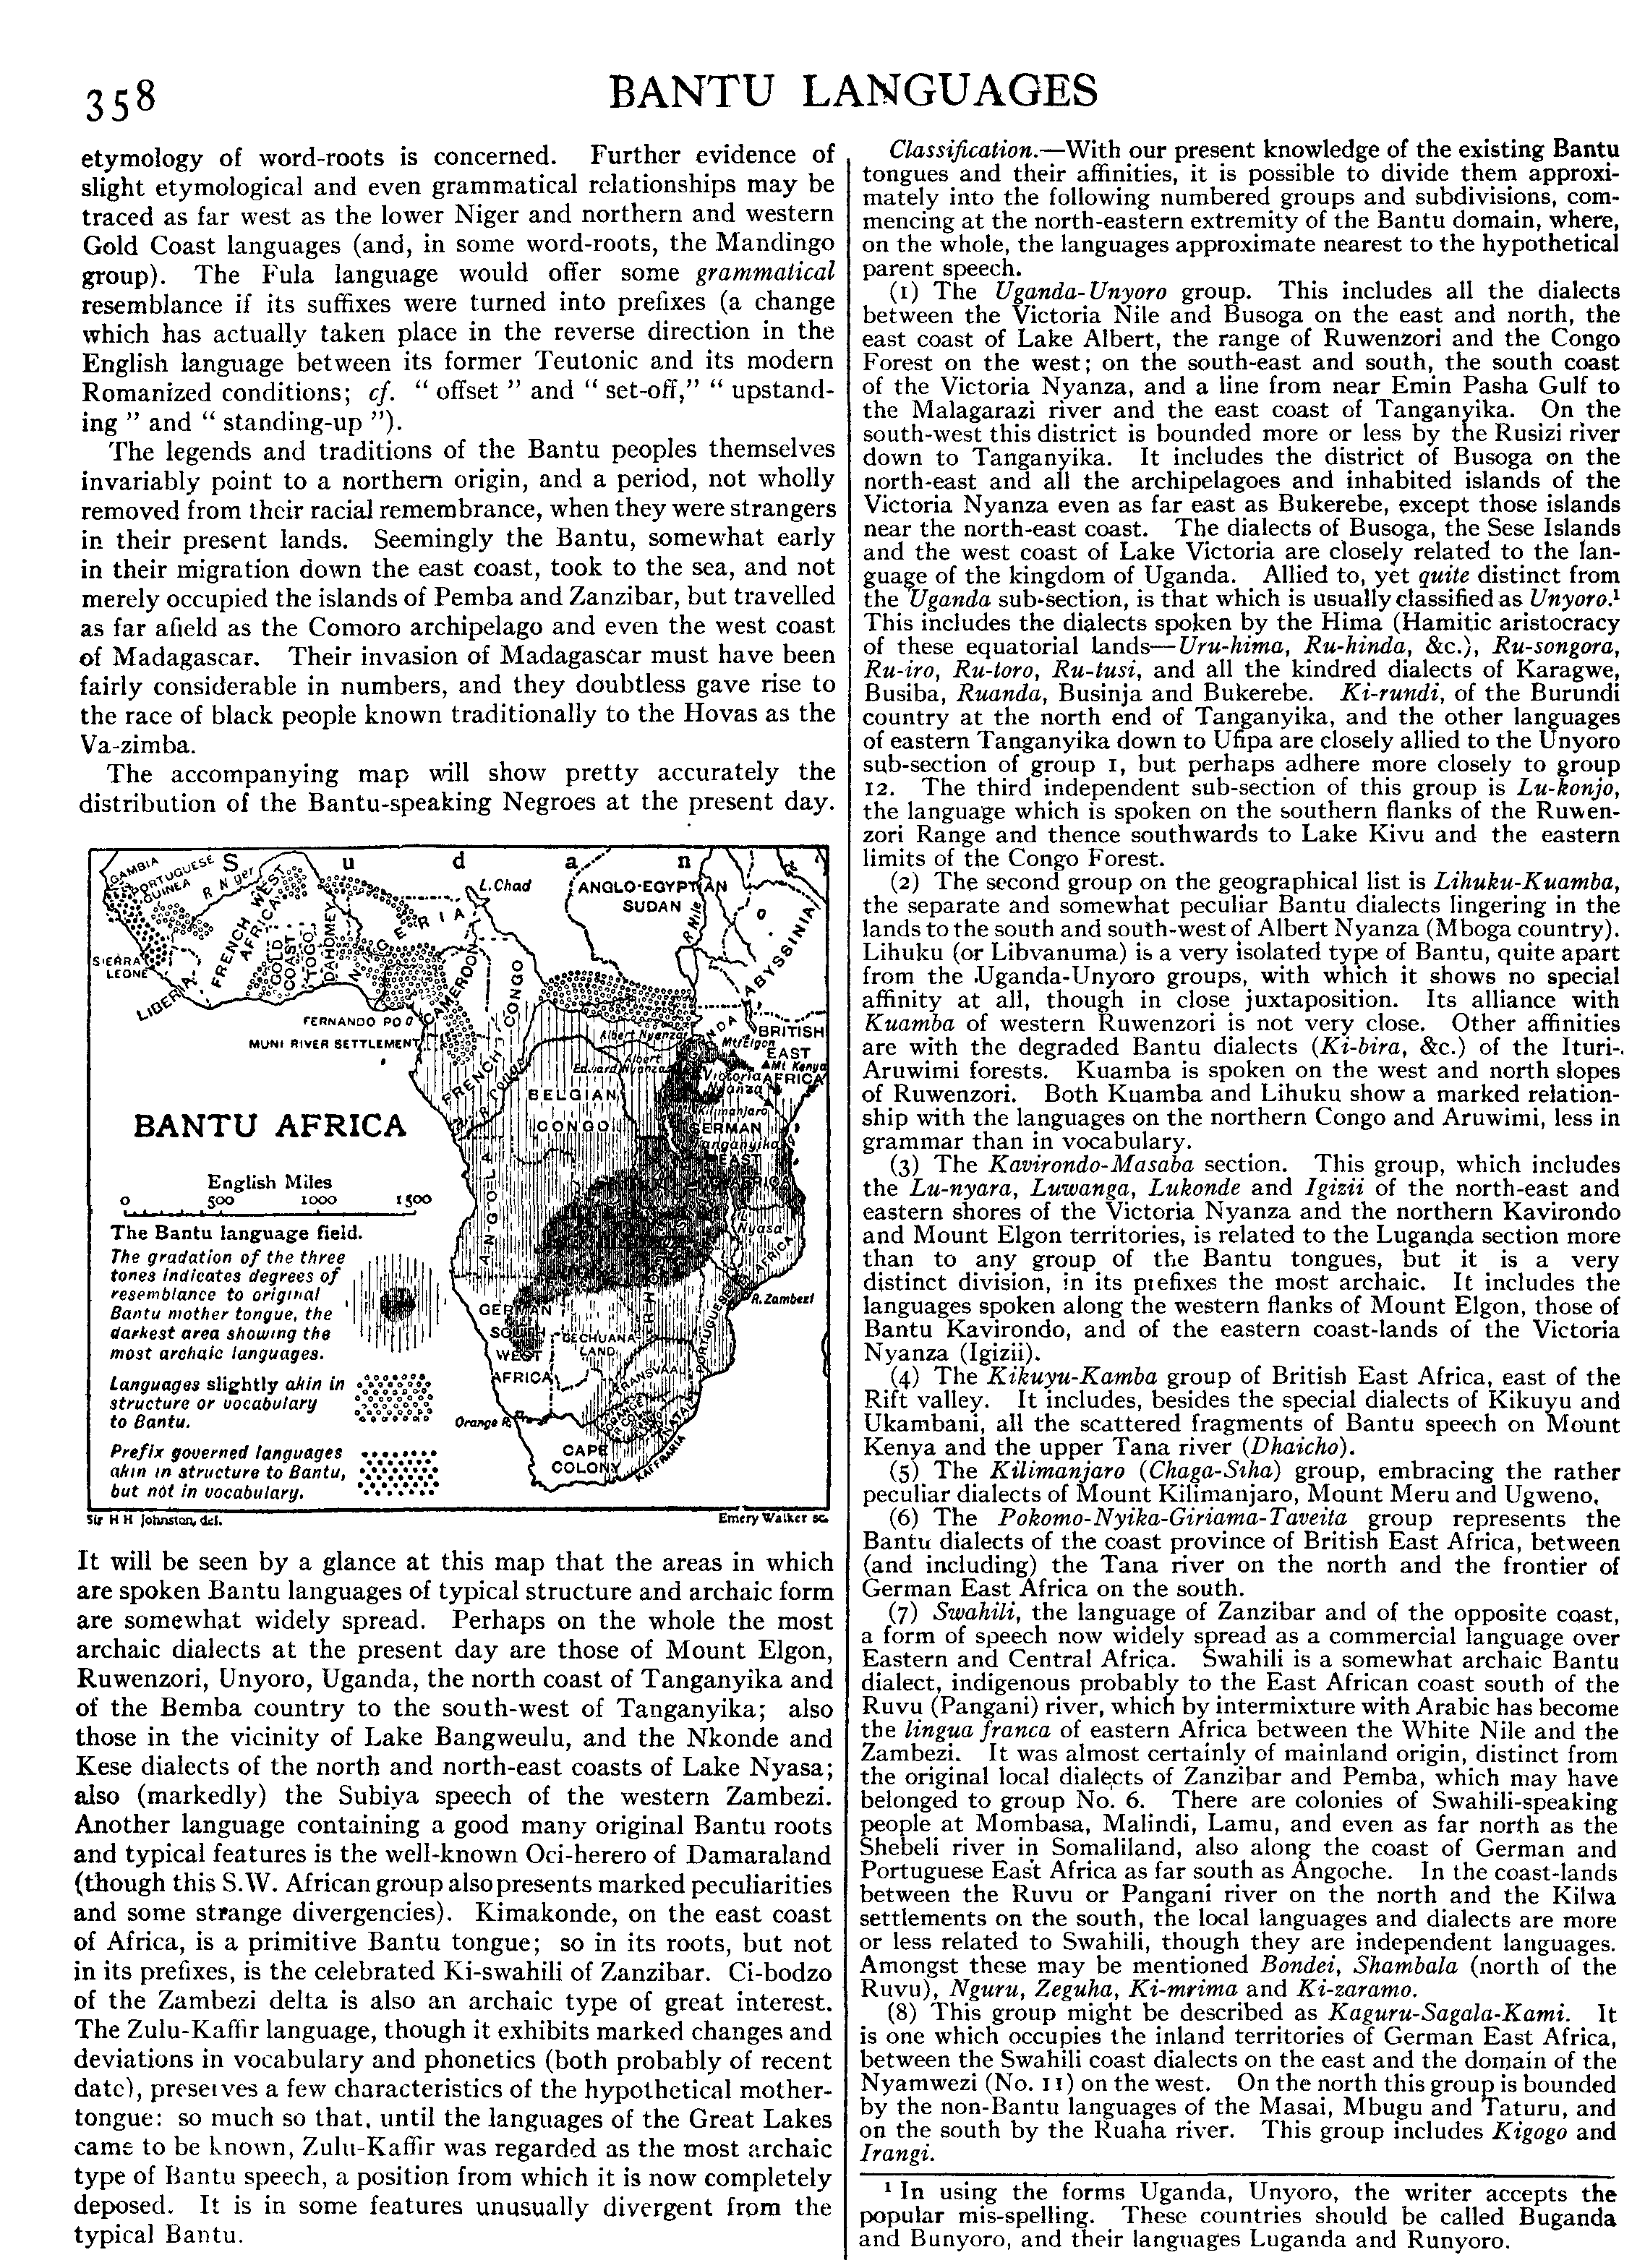 358
BANTU LANGUAGES
etymology of word-roots is concerned. Further evidence of
slight etymological and even grammatical relationships may be
traced as far west as the lower Niger and northern and western
Gold Coast languages (and, in some word-roots, the Mandingo
group). The Fula language would offer some grammatical
resemblance if its suffixes were turned into prefixes (a change
which has actually taken place in the reverse direction in the
English language between its former Teutonic and its modern
Romanized conditions; cf. “ offset ” and “ set-off,” “ upstand-
ing ” and “ standing-up ”).
The legends and traditions of the Bantu peoples themselves
invariably point to a northern origin, and a period, not wholly
removed from their racial remembrance, when they were strangers
in their present lands. Seemingly the Bantu, somewhat early
in their migration down the east coast, took to the sea, and not
merely occupied the islands of Pemba and Zanzibar, but travelled
as far afield as the Comoro archipelago and even the west coast
of Madagascar. Their invasion of Madagascar must have been
fairly considerable in numbers, and they doubtless gave rise to
the race of black people known traditionally to the Hovas as the
Va-zimba.
The accompanying map will show pretty accurately the
distribution of the Bantu-speaking Negroes at the present day.
GAMBIA
PORTUGUESE
GUINEA
S u d a n
R Niger
FRENCH WEST
AFRICA
L. Chad
ANGLO-EGYPTIAN
SUDAN
R Nile
ABYSSINIA
SIERRA
LEONE
LIBERIA
GOLD
COAST
TOGO
DAHOMEY
NIGERIA
CAMEROON
FRENCH CONGO
FERNANDO POO
MUNI RIVER SETTLEMENT
Albert Nyanza
UGANDA
Mt Elgon
BRITISH
EAST
AFRICA
Mt Kenya
Albert
Edward Nyanza
Victoria
Nyanza
Kilimanjaro
R Congo
BELGIAN
CONGO
GERMAN
Tanganyika
EAST
AFRICA
BANTU AFRICA
English Miles
0 500 1000 1500
ANGOLA
L. Nyasa
PORTUGUESE E. AFRICA
R. Zambezi
GERMAN
SOUTH
WEST
AFRICA
BECHUANA-
LAND
TRANSVAAL
NATAL
Orange R.
CAPE
COLONY
KAFFRARIA
The Bantu language field.
The gradation of the three
tones indicates degrees of
resemblance to original
Bantu mother tongue, the
darkest area showing the
most archaic languages.
Languages slightly akin in
structure or vocabulary
to Bantu.
Prefix governed languages
akin in structure to Bantu,
but not in vocabulary.
Sir H H Johnston, del.
Emery Walker sc.
It will be seen by a glance at this map that the areas in which
are spoken Bantu languages of typical structure and archaic form
are somewhat widely spread. Perhaps on the whole the most
archaic dialects at the present day are those of Mount Elgon,
Ruwenzori, Unyoro, Uganda, the north coast of Tanganyika and
of the Bemba country to the south-west of Tanganyika; also
those in the vicinity of Lake Bangweulu, and the Nkonde and
Kese dialects of the north and north-east coasts of Lake Nyasa;
also (markedly) the Subiya speech of the western Zambezi.
Another language containing a good many original Bantu roots
and typical features is the well-known Oci-herero of Damaraland
(though this S.W. African group also presents marked peculiarities
and some strange divergencies). Kimakonde, on the east coast
of Africa, is a primitive Bantu tongue; so in its roots, but not
in its prefixes, is the celebrated Ki-swahili of Zanzibar. Ci-bodzo
of the Zambezi delta is also an archaic type of great interest.
The Zulu-Kaffir language, though it exhibits marked changes and
deviations in vocabulary and phonetics (both probably of recent
date), preserves a few characteristics of the hypothetical mother-
tongue: so much so that, until the languages of the Great Lakes
came to be known, Zulu-Kaffir was regarded as the most archaic
type of Bantu speech, a position from which it is now completely
deposed. It is in some features unusually divergent from the
typical Bantu.
Classification.—With our present knowledge of the existing Bantu
tongues and their affinities, it is possible to divide them approxi-
mately into the following numbered groups and subdivisions, com-
mencing at the north-eastern extremity of the Bantu domain, where,
on the whole, the languages approximate nearest to the hypothetical
parent speech.
(1) The Uganda-Unyoro group. This includes all the dialects
between the Victoria Nile and Busoga on the east and north, the
east coast of Lake Albert, the range of Ruwenzori and the Congo
Forest on the west; on the south-east and south, the south coast
of the Victoria Nyanza, and a line from near Emin Pasha Gulf to
the Malagarazi river and the east coast of Tanganyika. On the
south-west this district is bounded more or less by the Rusizi river
down to Tanganyika. It includes the district of Busoga on the
north-east and all the archipelagoes and inhabited islands of the
Victoria Nyanza even as far east as Bukerebe, except those islands
near the north-east coast. The dialects of Busoga, the Sese Islands
and the west coast of Lake Victoria are closely related to the lan-
guage of the kingdom of Uganda. Allied to, yet quite distinct from
the Uganda sub-section, is that which is usually classified as Unyoro.¹
This includes the dialects spoken by the Hima (Hamitic aristocracy
of these equatorial lands—Uru-hima, Ru-hinda, &c.), Ru-songora,
Ru-iro, Ru-toro, Ru-tusi, and all the kindred dialects of Karagwe,
Busiba, Ruanda, Businja and Bukerebe. Ki-rundi, of the Burundi
country at the north end of Tanganyika, and the other languages
of eastern Tanganyika down to Ufipa are closely allied to the Unyoro
sub-section of group 1, but perhaps adhere more closely to group
12. The third independent sub-section of this group is Lu-konjo,
the language which is spoken on the southern flanks of the Ruwen-
zori Range and thence southwards to Lake Kivu and the eastern
limits of the Congo Forest.
(2) The second group on the geographical list is Lihuku-Kuamba,
the separate and somewhat peculiar Bantu dialects lingering in the
lands to the south and south-west of Albert Nyanza (Mboga country).
Lihuku (or Libvanuma) is a very isolated type of Bantu, quite apart
from the Uganda-Unyoro groups, with which it shows no special
affinity at all, though in close juxtaposition. Its alliance with
Kuamba of western Ruwenzori is not very close. Other affinities
are with the degraded Bantu dialects (Ki-bira, &c.) of the Ituri-
Aruwimi forests. Kuamba is spoken on the west and north slopes
of Ruwenzori. Both Kuamba and Lihuku show a marked relation-
ship with the languages on the northern Congo and Aruwimi, less in
grammar than in vocabulary.
(3) The Kavirondo-Masaba section. This group, which includes
the Lu-nyara, Luwanga, Lukonde and Igizii of the north-east and
eastern shores of the Victoria Nyanza and the northern Kavirondo
and Mount Elgon territories, is related to the Luganda section more
than to any group of the Bantu tongues, but it is a very
distinct division, in its prefixes the most archaic. It includes the
languages spoken along the western flanks of Mount Elgon, those of
Bantu Kavirondo, and of the eastern coast-lands of the Victoria
Nyanza (Igizii).
(4) The Kikuyu-Kamba group of British East Africa, east of the
Rift valley. It includes, besides the special dialects of Kikuyu and
Ukambani, all the scattered fragments of Bantu speech on Mount
Kenya and the upper Tana river (Dhaicho).
(5) The Kilimanjaro (Chaga-Siha) group, embracing the rather
peculiar dialects of Mount Kilimanjaro, Mount Meru and Ugweno.
(6) The Pokomo-Nyika-Giriama-Taveita group represents the
Bantu dialects of the coast province of British East Africa, between
(and including) the Tana river on the north and the frontier of
German East Africa on the south.
(7) Swahili, the language of Zanzibar and of the opposite coast,
a form of speech now widely spread as a commercial language over
Eastern and Central Africa. Swahili is a somewhat archaic Bantu
dialect, indigenous probably to the East African coast south of the
Ruvu (Pangani) river, which by intermixture with Arabic has become
the lingua franca of eastern Africa between the White Nile and the
Zambezi. It was almost certainly of mainland origin, distinct from
the original local dialects of Zanzibar and Pemba, which may have
belonged to group No. 6. There are colonies of Swahili-speaking
people at Mombasa, Malindi, Lamu, and even as far north as the
Shebeli river in Somaliland, also along the coast of German and
Portuguese East Africa as far south as Angoche. In the coast-lands
between the Ruvu or Pangani river on the north and the Kilwa
settlements on the south, the local languages and dialects are more
or less related to Swahili, though they are independent languages.
Amongst these may be mentioned Bondei, Shambala (north of the
Ruvu), Nguru, Zeguha, Ki-mrima and Ki-zaramo.
(8) This group might be described as Kaguru-Sagala-Kami. It
is one which occupies the inland territories of German East Africa,
between the Swahili coast dialects on the east and the domain of the
Nyamwezi (No. 11) on the west. On the north this group is bounded
by the non-Bantu languages of the Masai, Mbugu and Taturu, and
on the south by the Ruaha river. This group includes Kigogo and
Irangi.
¹ In using the forms Uganda, Unyoro, the writer accepts the
popular mis-spelling. These countries should be called Buganda
and Bunyoro, and their languages Luganda and Runyoro.